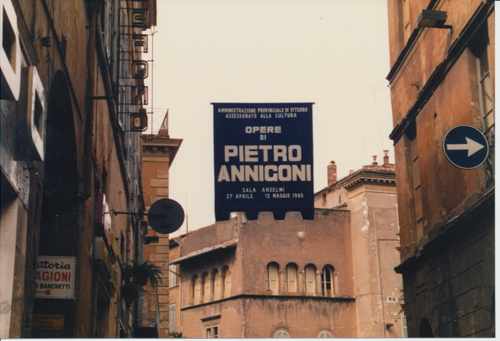 AMMINISTRAZIONE PROVINCIALE DI VITERBO
ASSESSORATO ALLA CULTURA
OPERE
DI
PIETRO
ANNIGONI
SALA ANSELMI
27 APRILE 12 MAGGIO 1985
ttoria
AGIONI
BANCHETTI